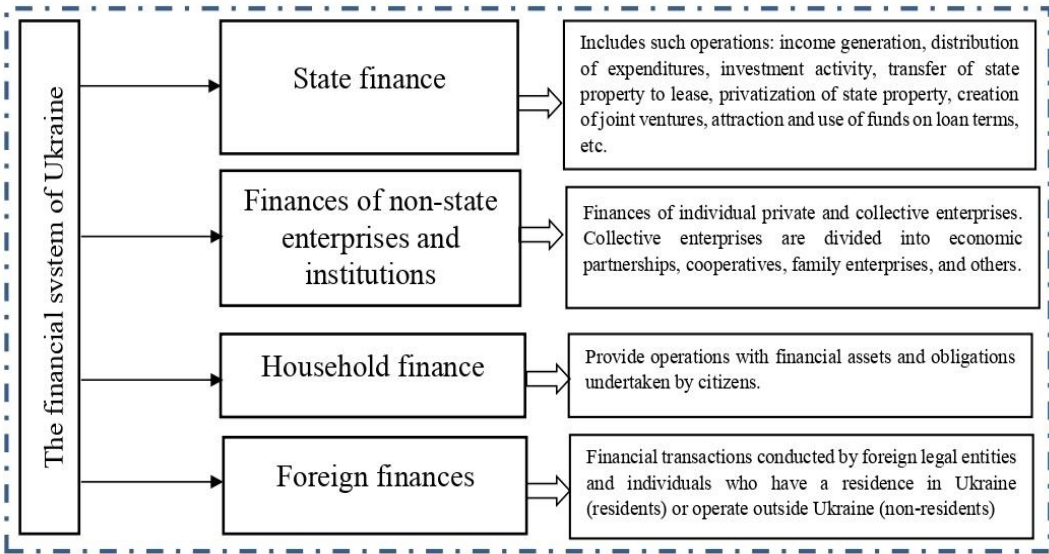 The financial system of Ukraine
State finance
Includes such operations: income generation, distribution
of expenditures, investment activity, transfer of state
property to lease, privatization of state property, creation
of joint ventures, attraction and use of funds on loan terms,
etc.
Finances of non-state
enterprises and
institutions
Finances of individual private and collective enterprises.
Collective enterprises are divided into economic
partnerships, cooperatives, family enterprises, and others.
Household finance
Provide operations with financial assets and obligations
undertaken by citizens.
Foreign finances
Financial transactions conducted by foreign legal entities
and individuals who have a residence in Ukraine
(residents) or operate outside Ukraine (non-residents)